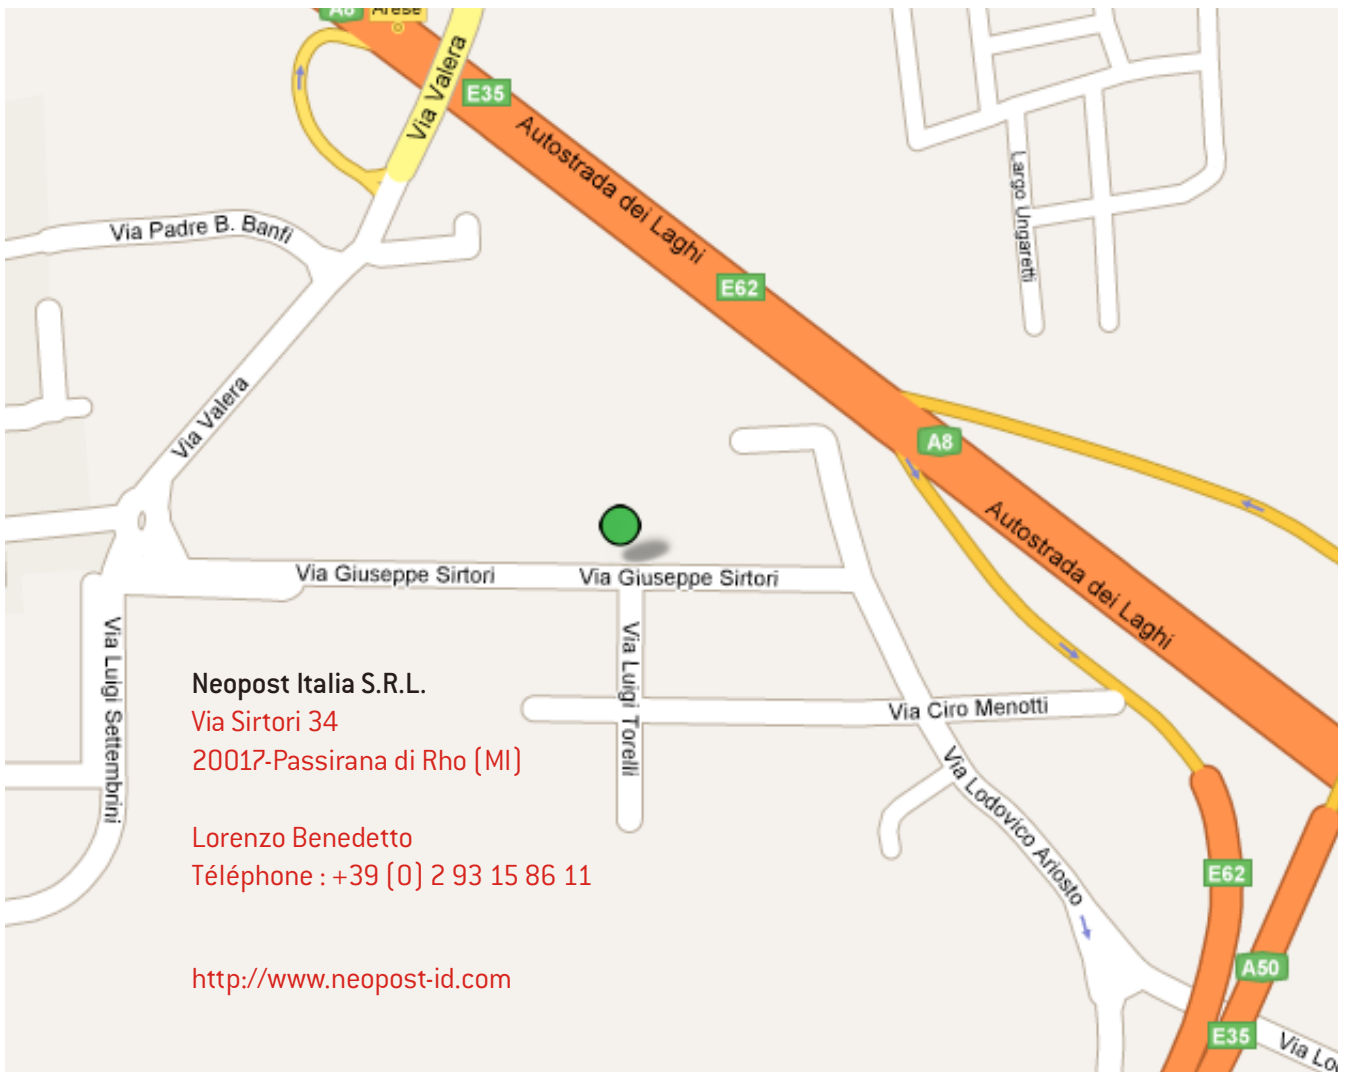 A8
Arese
Via Valera
E35
Autostrada dei Laghi
Largo Ungaretti
Via Padre B. Banfi
E62
Via Valera
A8
Autostrada dei Laghi
Via Giuseppe Sirtori
Via Giuseppe Sirtori
Via Luigi Settembrini
Via Luigi Torelli
Neopost Italia S.R.L.
Via Sirtori 34
20017-Passirana di Rho (MI)
Via Ciro Menotti
Via Lodovico Ariosto
Lorenzo Benedetto
Téléphone : +39 (0) 2 93 15 86 11
E62
http://www.neopost-id.com
A50
E35
Via Lo